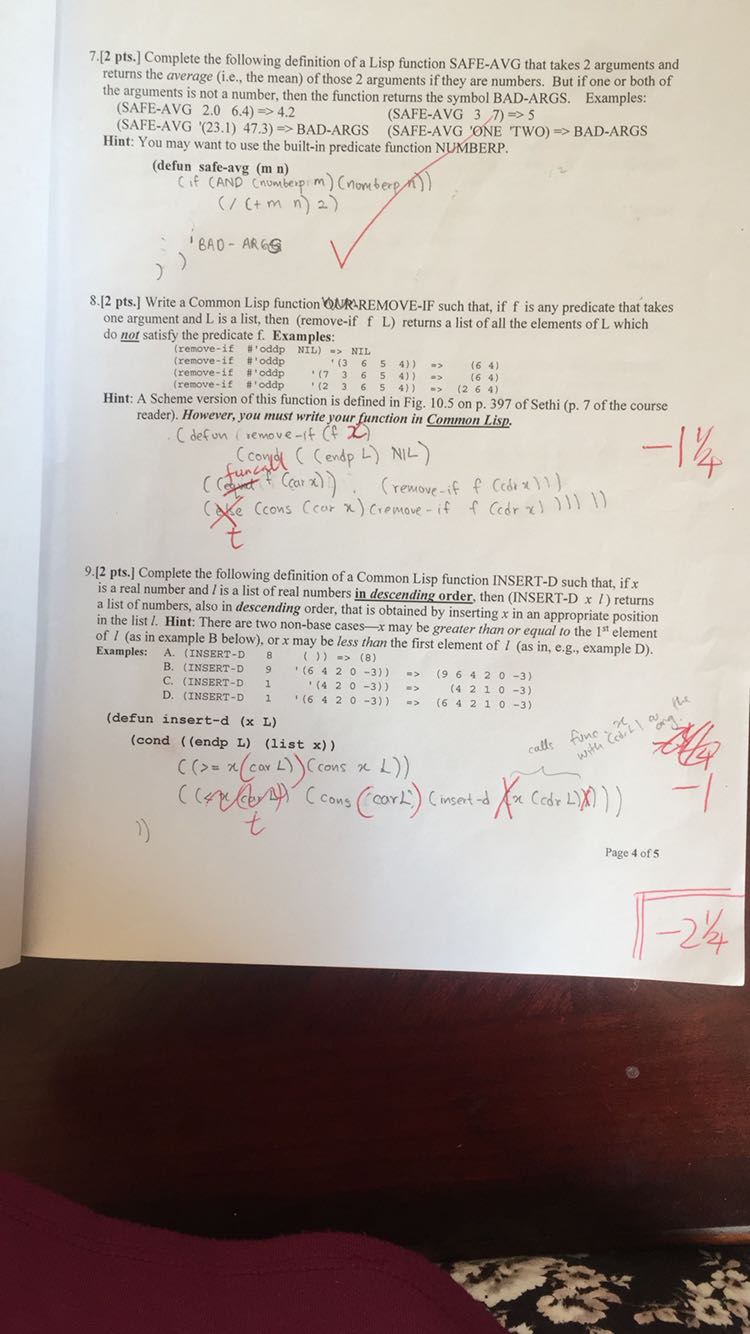 7.[2 pts.] Complete the following definition of a Lisp function SAFE-AVG that takes 2 arguments and
returns the average (i.e., the mean) of those 2 arguments if they are numbers. But if one or both of
the arguments is not a number, then the function returns the symbol BAD-ARGS. Examples:
(SAFE-AVG 2.0 6.4) => 4.2 (SAFE-AVG 3 7) => 5
(SAFE-AVG '(23.1) 47.3) => BAD-ARGS (SAFE-AVG 'ONE 'TWO) => BAD-ARGS
Hint: You may want to use the built-in predicate function NUMBERP.
(defun safe-avg (m n)
(if (AND (numberp m) (nomberp n))
(/ (+ m n) 2)
'BAD-ARGS
) )
8.[2 pts.] Write a Common Lisp function OUR-REMOVE-IF such that, if f is any predicate that takes
one argument and L is a list, then (remove-if f L) returns a list of all the elements of L which
do not satisfy the predicate f. Examples:
(remove-if #'oddp NIL) => NIL
(remove-if #'oddp '(3 6 5 4)) => (6 4)
(remove-if #'oddp '(7 3 6 5 4)) => (6 4)
(remove-if #'oddp '(2 3 6 5 4)) => (2 6 4)
Hint: A Scheme version of this function is defined in Fig. 10.5 on p. 397 of Sethi (p. 7 of the course
reader). However, you must write your function in Common Lisp.
(defun (remove-if (f x)
-1 1/4
(cond ( (endp L) NIL)
funcall
f (car x)) (remove-if f (cdr x)))
(else (cons (car x) (remove-if f (cdr x) )))) ))
t
9.[2 pts.] Complete the following definition of a Common Lisp function INSERT-D such that, if x
is a real number and l is a list of real numbers in descending order, then (INSERT-D x l) returns
a list of numbers, also in descending order, that is obtained by inserting x in an appropriate position
in the list l. Hint: There are two non-base cases—x may be greater than or equal to the 1st element
of l (as in example B below), or x may be less than the first element of l (as in, e.g., example D).
Examples: A. (INSERT-D 8 ( )) => (8)
B. (INSERT-D 9 '(6 4 2 0 -3)) => (9 6 4 2 0 -3)
C. (INSERT-D 1 '(4 2 0 -3)) => (4 2 1 0 -3)
D. (INSERT-D 1 '(6 4 2 0 -3)) => (6 4 2 1 0 -3)
(defun insert-d (x L)
calls func with x (cdr L) as the arg.
(cond ((endp L) (list x))
((>= x (car L)) (cons x L))
((< x (car L)) (cons (car L) (insert-d (x (cdr L)))))
-1
t
))
Page 4 of 5
-2 1/4